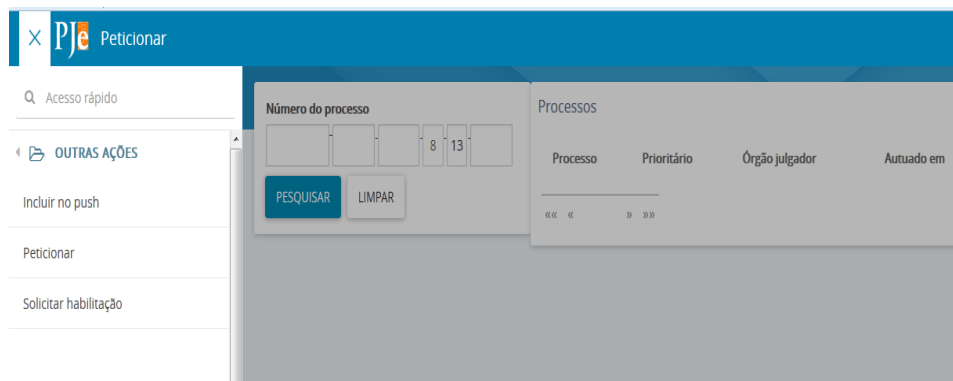 × PJe Peticionar
Acesso rápido
OUTRAS AÇÕES
Incluir no push
Peticionar
Solicitar habilitação
Número do processo
- - - 8 - 13 -
PESQUISAR LIMPAR
Processos
Processo Prioritário Órgão julgador Autuado em
«« « » »»